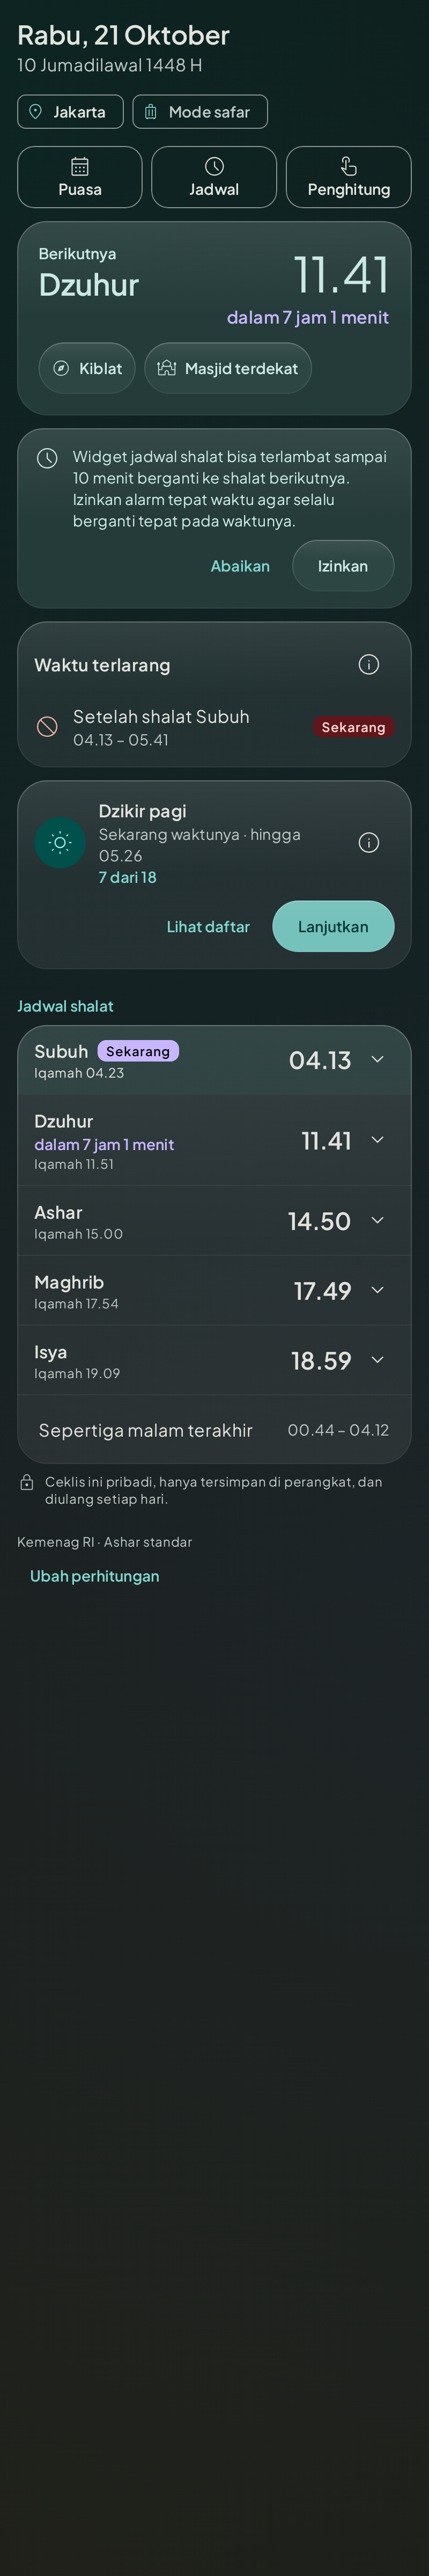 Rabu, 21 Oktober
10 Jumadilawal 1448 H
Jakarta
Mode safar
Puasa
Jadwal
Penghitung
Berikutnya
Dzuhur
11.41
dalam 7 jam 1 menit
Kiblat
Masjid terdekat
Widget jadwal shalat bisa terlambat sampai
10 menit berganti ke shalat berikutnya.
Izinkan alarm tepat waktu agar selalu
berganti tepat pada waktunya.
Abaikan
Izinkan
Waktu terlarang
Setelah shalat Subuh
04.13 – 05.41
Sekarang
Dzikir pagi
Sekarang waktunya · hingga
05.26
7 dari 18
Lihat daftar
Lanjutkan
Jadwal shalat
Subuh
Sekarang
Iqamah 04.23
04.13
Dzuhur
dalam 7 jam 1 menit
Iqamah 11.51
11.41
Ashar
Iqamah 15.00
14.50
Maghrib
Iqamah 17.54
17.49
Isya
Iqamah 19.09
18.59
Sepertiga malam terakhir
00.44 – 04.12
Ceklis ini pribadi, hanya tersimpan di perangkat, dan
diulang setiap hari.
Kemenag RI · Ashar standar
Ubah perhitungan